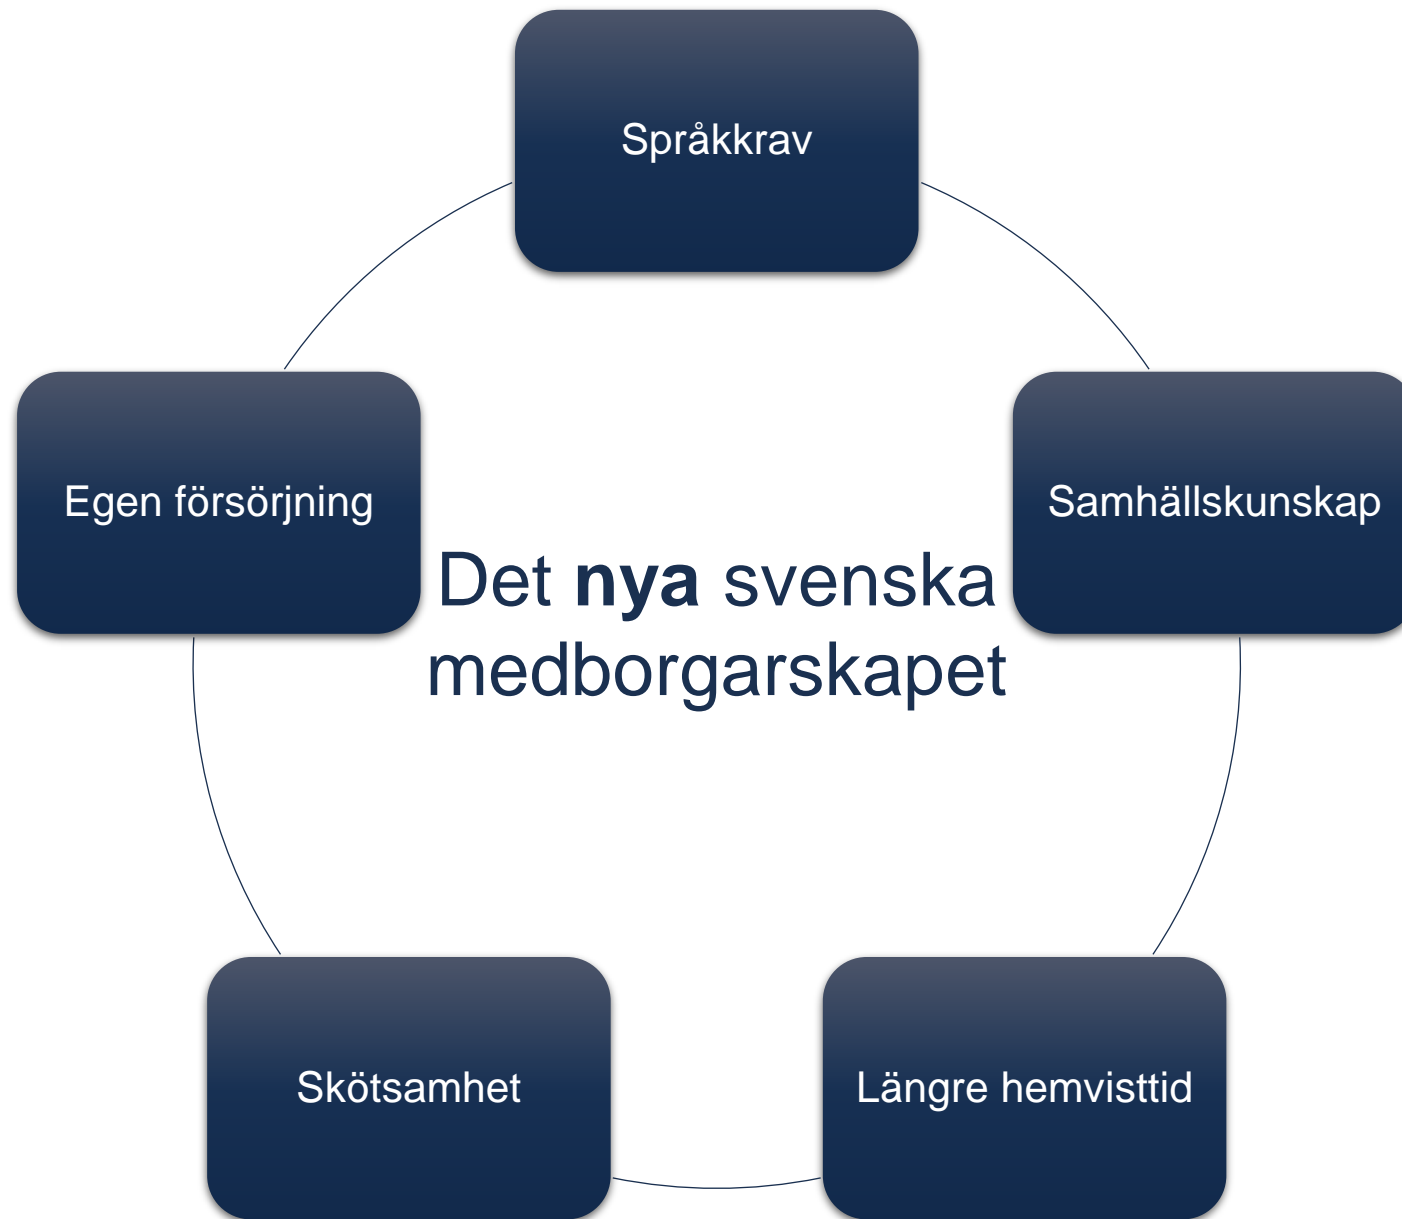 Språkkrav
Egen försörjning
Samhällskunskap
Det nya svenska
medborgarskapet
Skötsamhet
Längre hemvisttid